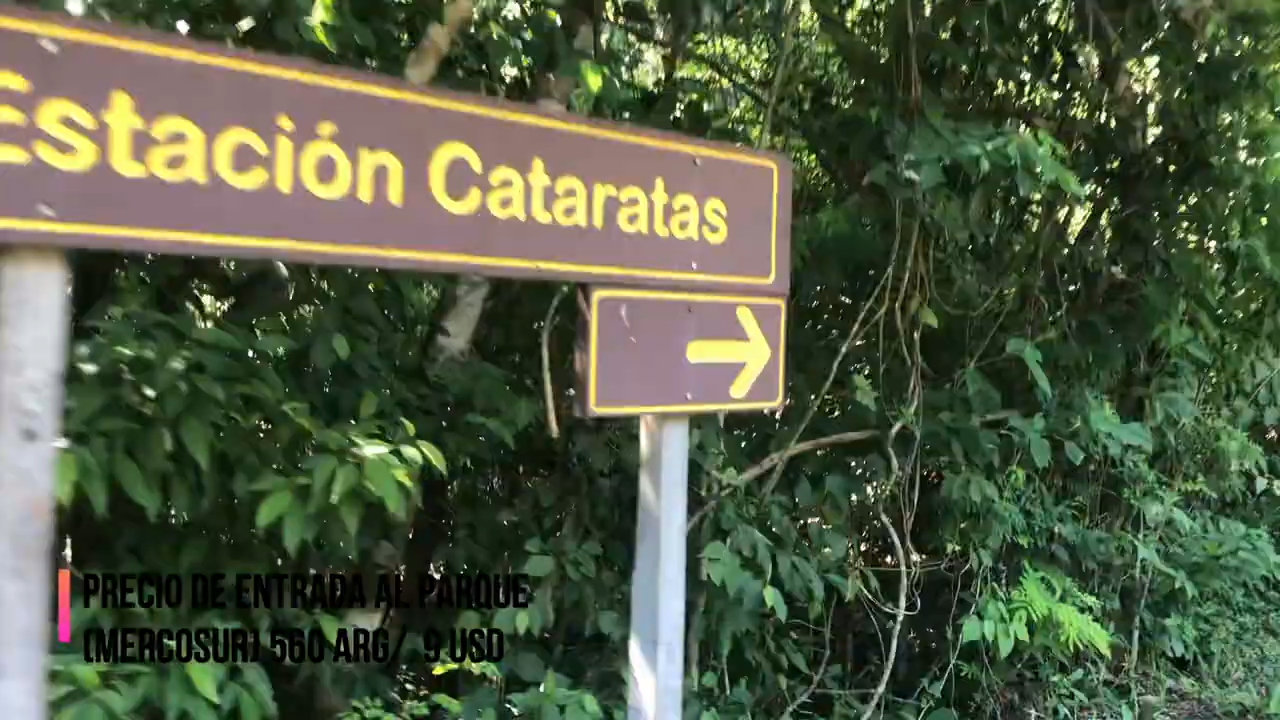 Estación Cataratas
PRECIO DE ENTRADA AL PARQUE
(MERCOSUR) 560 ARG/ 9 USD